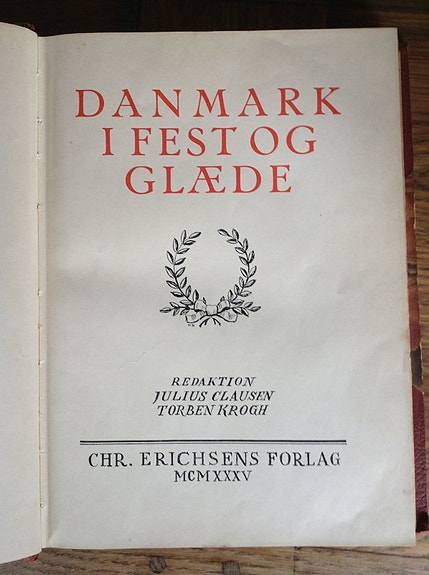 DANMARK
I FEST OG
GLÆDE
REDAKTION
JULIUS CLAUSEN
TORBEN KROGH
CHR. ERICHSENS FORLAG
MCMXXXV